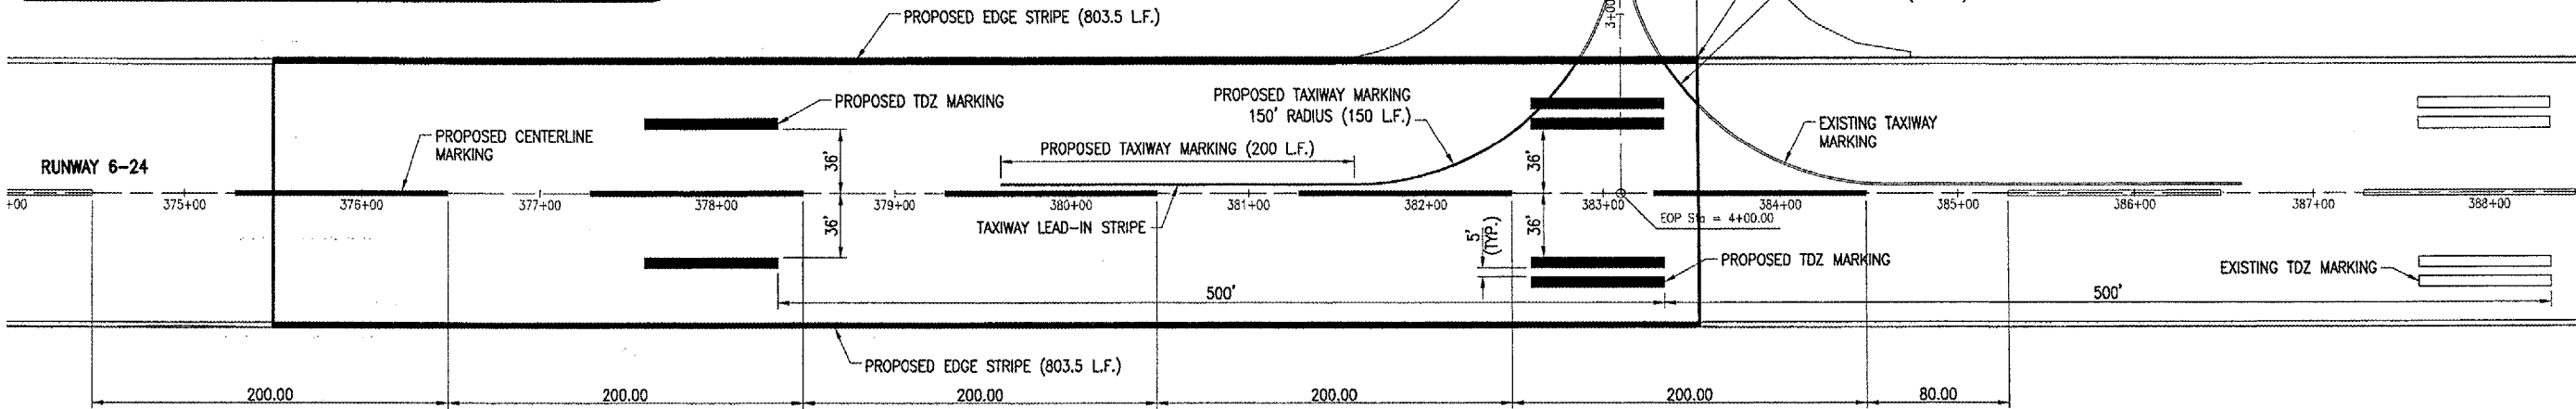 PROPOSED EDGE STRIPE (803.5 L.F.)
3+00
PROPOSED TDZ MARKING
PROPOSED TAXIWAY MARKING
150' RADIUS (150 L.F.)
PROPOSED CENTERLINE
MARKING
EXISTING TAXIWAY
MARKING
PROPOSED TAXIWAY MARKING (200 L.F.)
RUNWAY 6-24
36'
36'
+00
375+00
376+00
377+00
378+00
379+00
380+00
381+00
382+00
383+00
384+00
385+00
386+00
387+00
388+00
EOP Sta = 4+00.00
TAXIWAY LEAD-IN STRIPE
36'
36'
5'
(TYP.)
PROPOSED TDZ MARKING
EXISTING TDZ MARKING
500'
500'
PROPOSED EDGE STRIPE (803.5 L.F.)
200.00
200.00
200.00
200.00
200.00
80.00